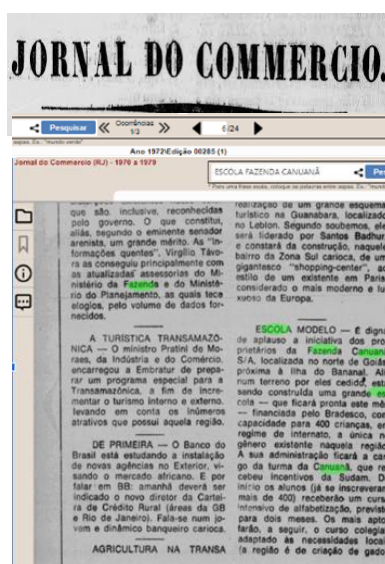 JORNAL DO COMMERCIO.
Pesquisar
Ocorrências
1/3
6/24
aspas. Ex.: "mundo verde"
Ano 1972\Edição 00285 (1)
Jornal do Commercio (RJ) - 1970 a 1979
ESCOLA FAZENDA CANUANÃ
que são, inclusive, reconhecidas
pelo governo. O que constitui,
aliás, segundo o eminente senador
arenista, um grande mérito. As "in-
formações quentes", Virgílio Távo-
ra as conseguiu principalmente com
as atualizadas assessorias do Mi-
nistério da Fazenda e do Ministé-
rio do Planejamento, as quais tece
elogios, pelo volume de dados for-
necidos.
A TURÍSTICA TRANSAMAZÔ-
NICA — O ministro Pratini de Mo-
raes, da Indústria e do Comércio,
encarregou a Embratur de prepa-
rar um programa especial para a
Transamazônica, a fim de incre-
mentar o turismo interno e externo,
levando em conta os inúmeros
atrativos que possui aquela região.
DE PRIMEIRA — O Banco do
Brasil está estudando a instalação
de novas agências no Exterior, vi-
sando o mercado africano. E por
falar em BB: amanhã deverá ser
indicado o novo diretor da Cartei-
ra de Crédito Rural (áreas da GB
e Rio de Janeiro). Fala-se num jo-
vem e dinâmico banqueiro carioca.
AGRICULTURA NA TRANSA
realização de um grande esquema
turístico na Guanabara, localizado
no Leblon. Segundo soubemos, ele
será liderado por Santos Badhur
e constará da construção, naquele
bairro da Zona Sul carioca, de um
gigantesco "shopping-center", ao
estilo de um existente em Paris
considerado o mais moderno e lu
xuoso da Europa.
ESCOLA MODELO — É digna
de aplauso a iniciativa dos pro
prietários da Fazenda Canuanã
S/A, localizada no norte de Goiás
próxima à Ilha do Bananal. Ali
num terreno por eles cedido, está
sendo construída uma grande es
cola — que ficará pronta este mê
— financiada pelo Bradesco, com
capacidade para 400 crianças, em
regime de internato, a única no
gênero existente naquela região
A sua administração ficará a car
go da turma da Canuanã, que re
cebeu incentivos da Sudam. D
início os alunos (já se inscreveram
mais de 400) receberão um curso
intensivo de alfabetização, previsto
para dois meses. Os mais apto
farão, a seguir, o curso colegial
adaptado às necessidades locai
(a região é de criação de gado